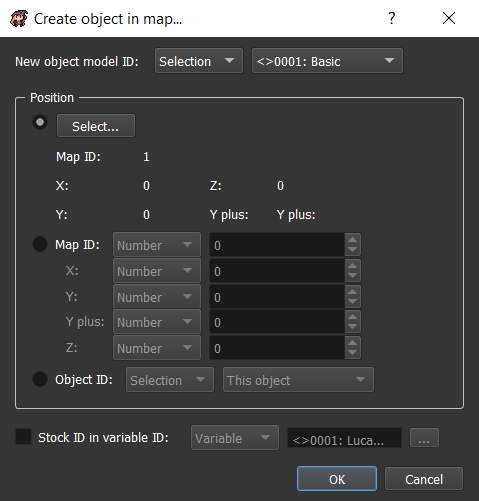 Create object in map...
?
New object model ID: Selection <>0001: Basic
Position
Select...
Map ID: 1
X: 0 Z: 0
Y: 0 Y plus: Y plus:
Map ID: Number 0
X: Number 0
Y: Number 0
Y plus: Number 0
Z: Number 0
Object ID: Selection This object
Stock ID in variable ID: Variable <>0001: Luca... ...
OK Cancel